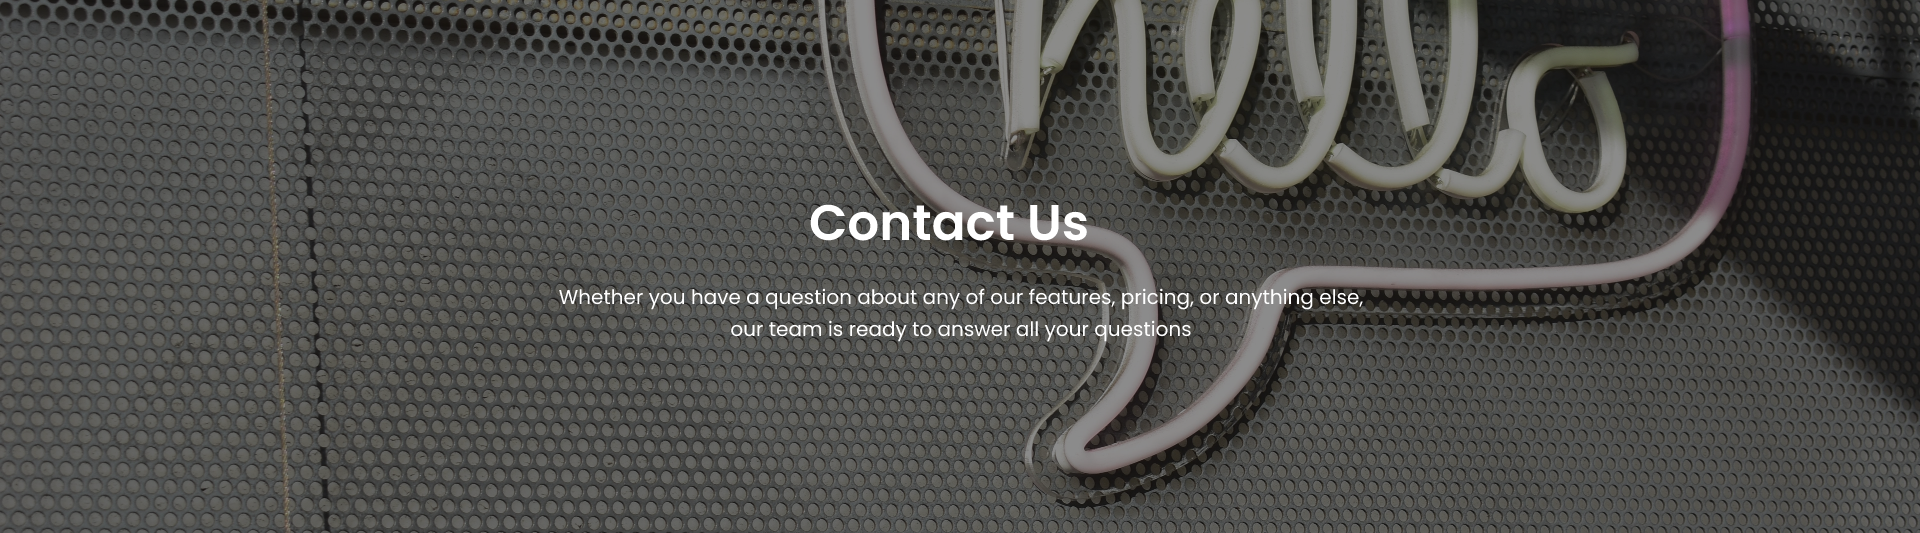 hello
Contact Us
Whether you have a question about any of our features, pricing, or anything else,
our team is ready to answer all your questions